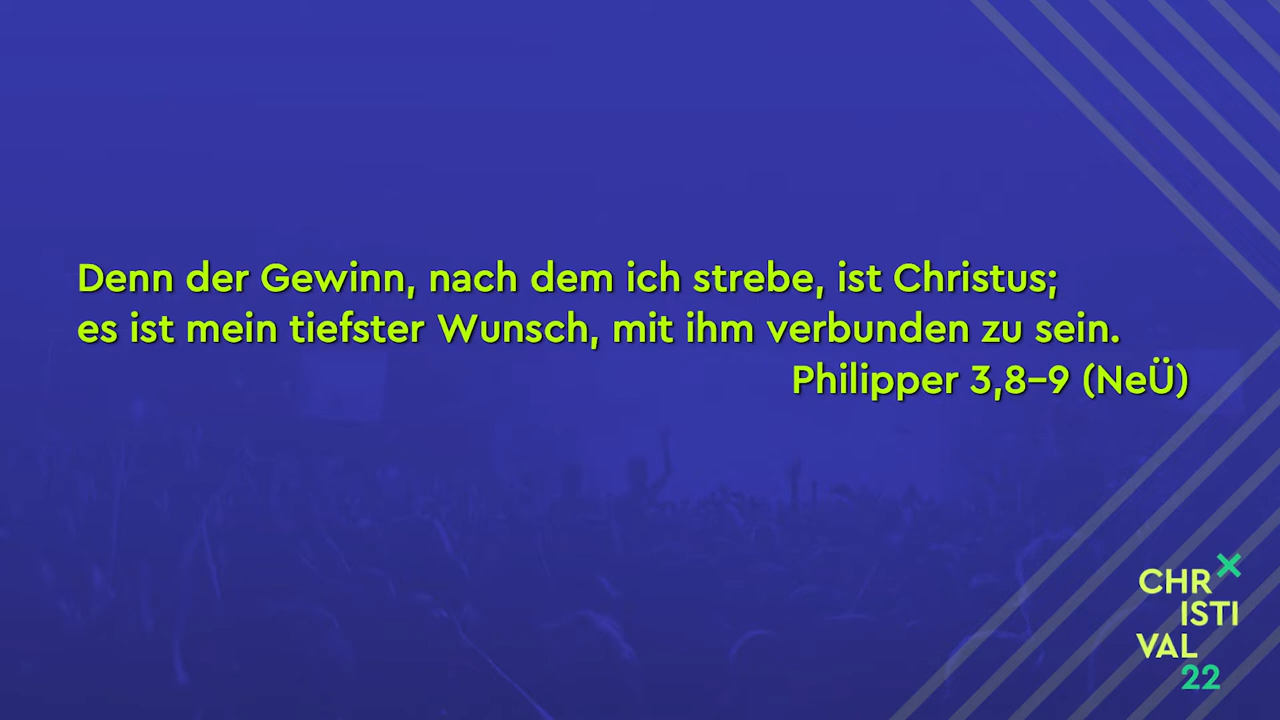 Denn der Gewinn, nach dem ich strebe, ist Christus;
es ist mein tiefster Wunsch, mit ihm verbunden zu sein.
Philipper 3,8–9 (NeÜ)
CHR
ISTI
VAL
22